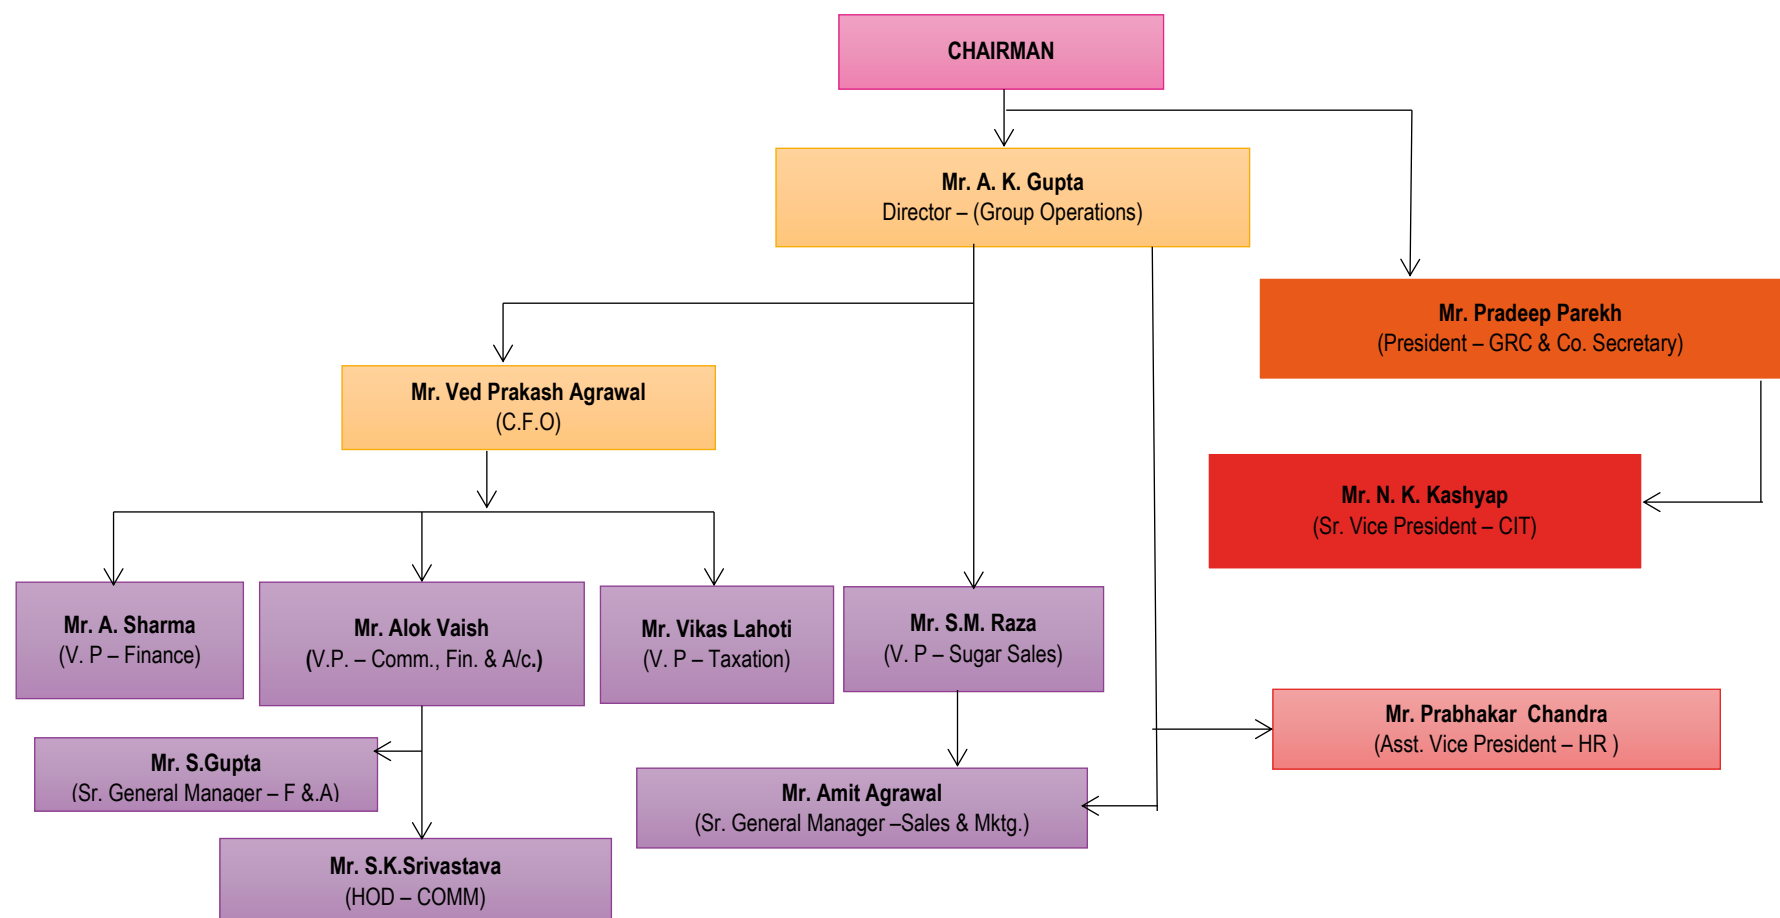 CHAIRMAN
Mr. A. K. Gupta
Director – (Group Operations)
Mr. Pradeep Parekh
(President – GRC & Co. Secretary)
Mr. Ved Prakash Agrawal
(C.F.O)
Mr. N. K. Kashyap
(Sr. Vice President – CIT)
Mr. A. Sharma
(V. P – Finance)
Mr. Alok Vaish
(V.P. – Comm., Fin. & A/c.)
Mr. Vikas Lahoti
(V. P – Taxation)
Mr. S.M. Raza
(V. P – Sugar Sales)
Mr. Prabhakar  Chandra
(Asst. Vice President – HR )
Mr. S.Gupta
(Sr. General Manager – F &.A)
Mr. Amit Agrawal
(Sr. General Manager –Sales & Mktg.)
Mr. S.K.Srivastava
(HOD – COMM)